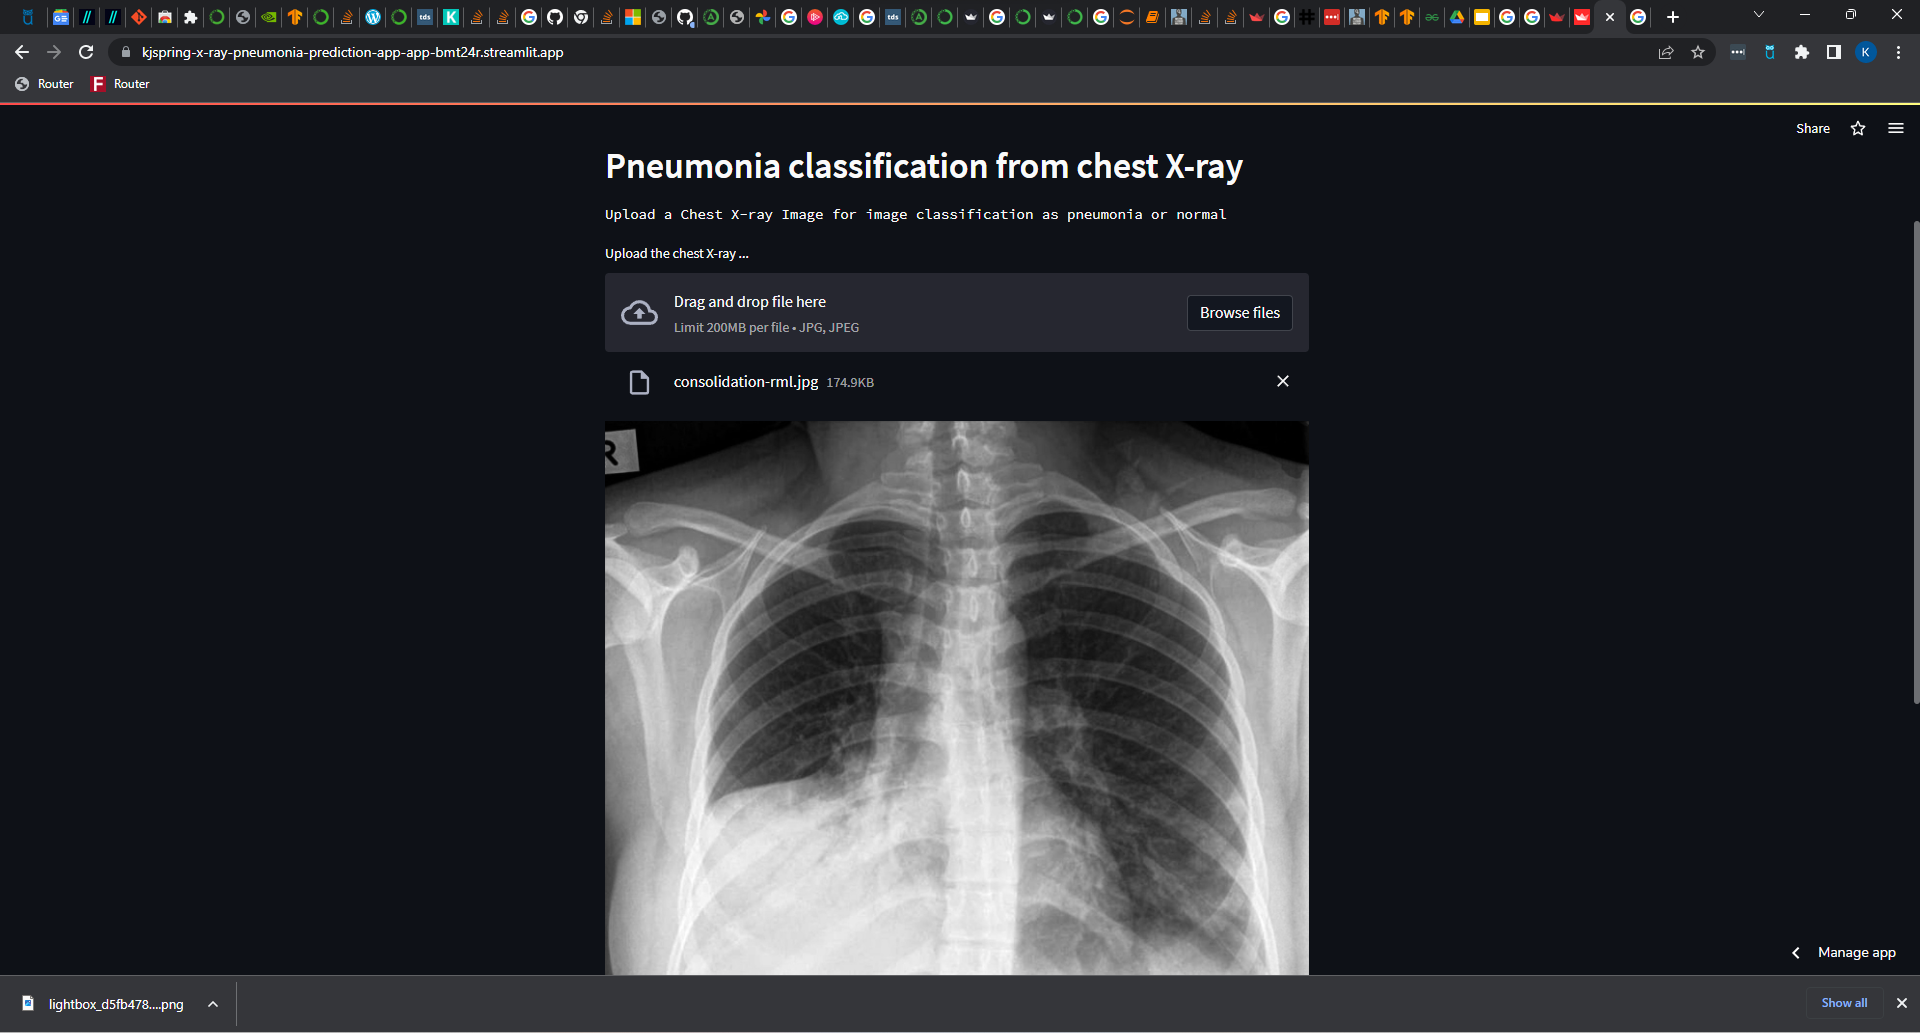 kjspring-x-ray-pneumonia-prediction-app-app-bmt24r.streamlit.app
K
Router
Router
Share
Pneumonia classification from chest X-ray
Upload a Chest X-ray Image for image classification as pneumonia or normal
Upload the chest X-ray ...
Drag and drop file here
Limit 200MB per file • JPG, JPEG
Browse files
consolidation-rml.jpg 174.9KB
R
Manage app
lightbox_d5fb478....png
Show all